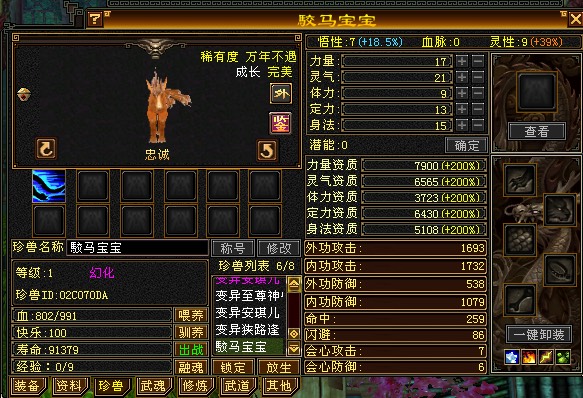 駮马宝宝
稀有度 万年不遇
成长 完美
外
鉴
忠诚
悟性:7(+18.5%) 血脉:0 灵性:9(+39%)
力量: 17
灵气: 21
体力: 9
定力: 13
身法: 15
潜能:0 确定
力量资质 7900 (+200%)
灵气资质 6565 (+200%)
体力资质 3723 (+200%)
定力资质 6430 (+200%)
身法资质 5108 (+200%)
查看
珍兽名称 駮马宝宝 称号 修改
等级:1 幻化
珍兽ID:02C070DA
血:802/991 喂养
快乐:100 驯养
寿命:91379 出战
经验:0/9 融魂
珍兽列表 6/8
变异安琪儿
变异至尊神
变异安琪儿
变异狭路逢
駮马宝宝
锁定 放生
外功攻击: 1693
内功攻击: 1732
外功防御: 538
内功防御: 1079
命中: 259
闪避: 86
会心攻击: 7
会心防御: 6
一键卸装
装备 资料 珍兽 武魂 修炼 武道 其他